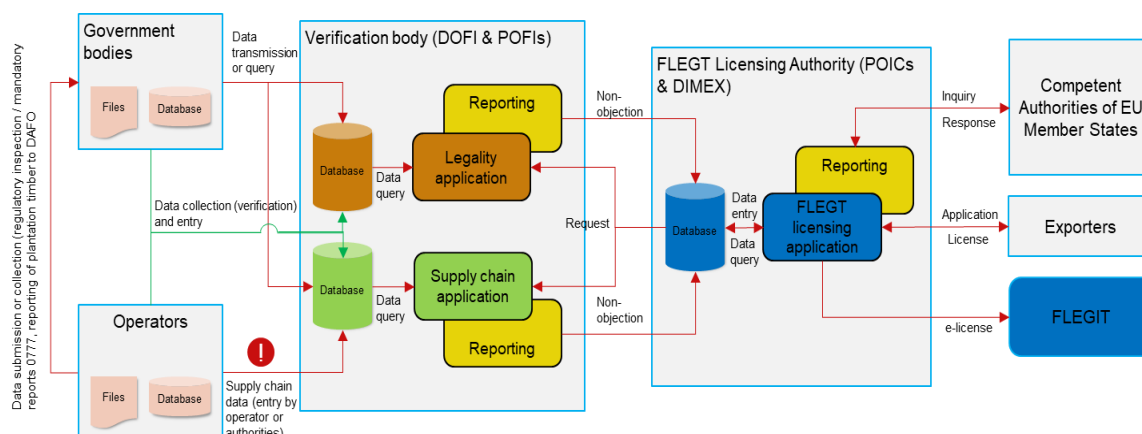 Data submission or collection (regulatory inspection / mandatory
reports 0777, reporting of plantation timber to DAFO
Government
bodies
Files
Database
Data
transmission
or query
Data collection (verification)
and entry
Operators
Files
Database
Supply chain
data (entry by
operator or
authorities)
Verification body (DOFI & POFIs)
Reporting
Database
Data
query
Legality
application
Database
Data
query
Supply chain
application
Reporting
Non-
objection
Request
Non-
objection
FLEGT Licensing Authority (POICs
& DIMEX)
Database
Data
entry
Data
query
Reporting
FLEGT
licensing
application
Inquiry
Response
Competent
Authorities of EU
Member States
Application
License
Exporters
e-license
FLEGIT